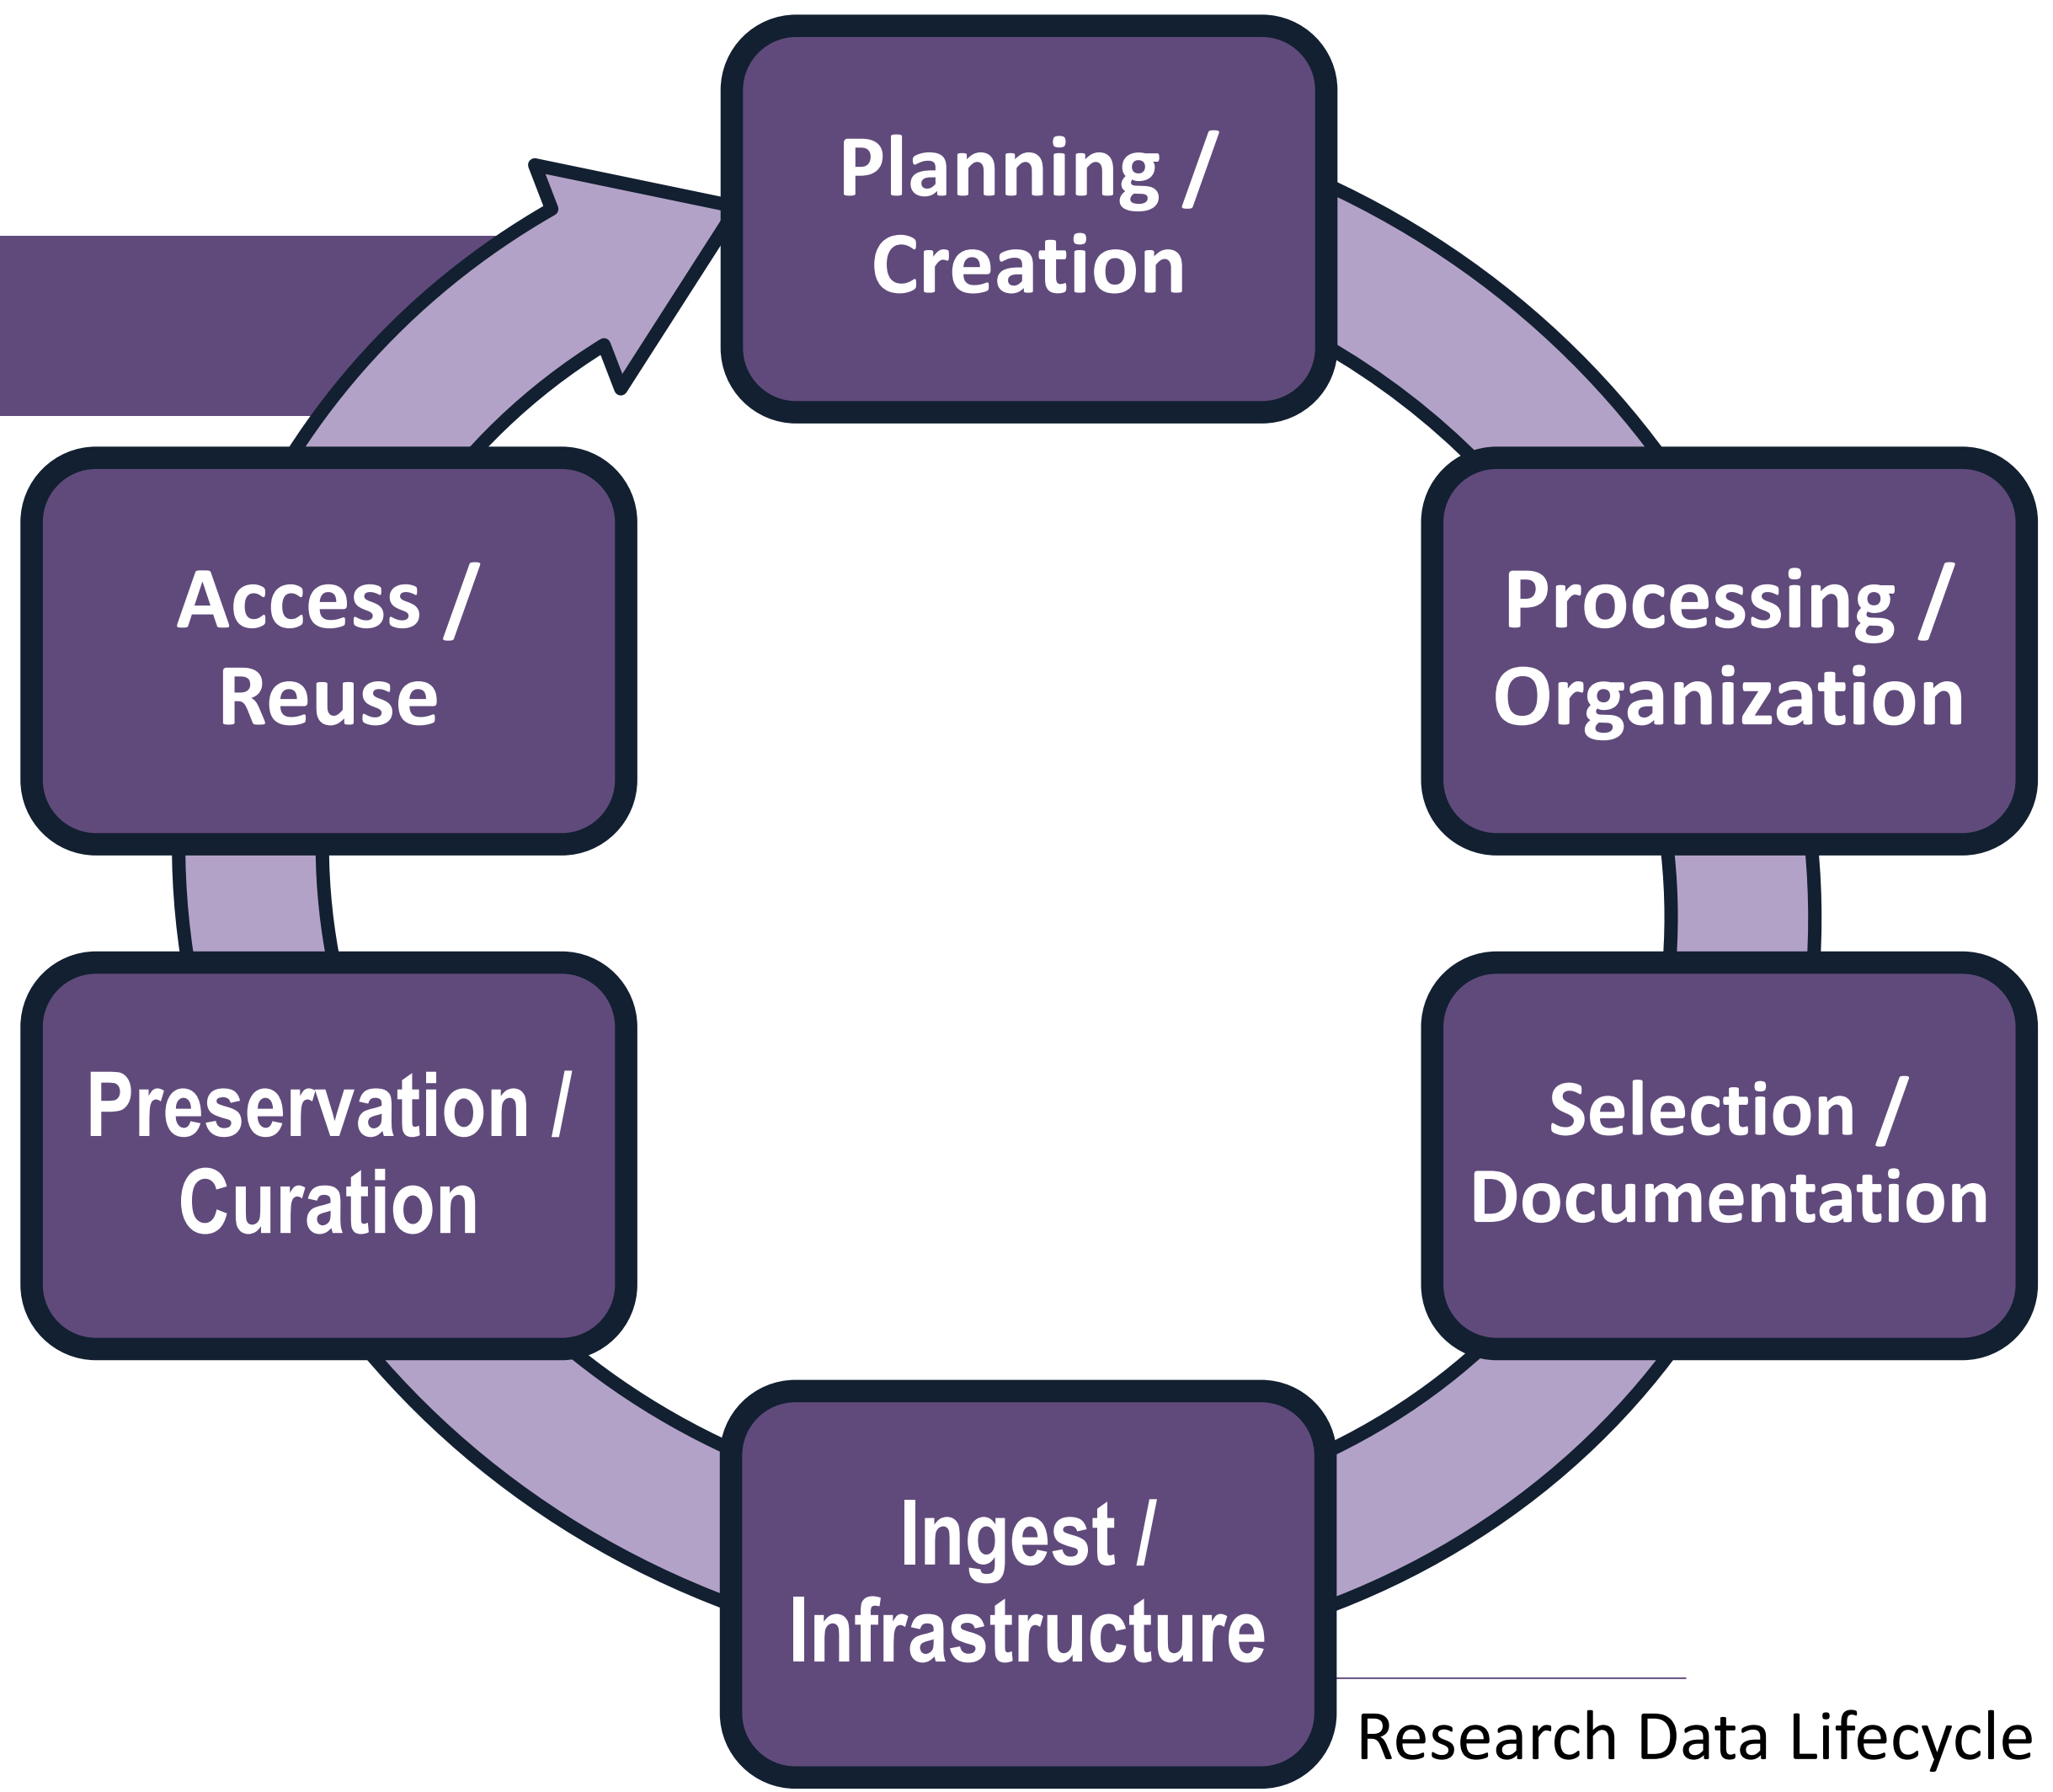 Planning /
Creation
Processing /
Organization
Selection /
Documentation
Ingest /
Infrastructure
Preservation /
Curation
Access /
Reuse
Research Data Lifecycle